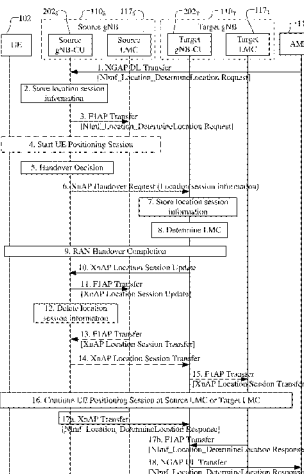 Source gNB
Target gNB
102
202s
110s
117s
202t
110t
117t
UE
Source
gNB-CU
Source
LMC
Target
gNB-CU
Target
LMC
1. NGAP DL Transfer
[Nlmf_Location_DetermineLocation Request]
2. Store location session
information
3. F1AP Transfer
[Nlmf_Location_DetermineLocation Request]
4. Start UE Positioning Session
5. Handover Decision
6. XnAP Handover Request (Location session information)
7. Store location session
information
8. Determine LMC
9. RAN Handover Completion
10. XnAP Location Session Update
11. F1AP Transfer
[XnAP Location Session Update]
12. Delete location
session information
13. F1AP Transfer
[XnAP Location Session Transfer]
14. XnAP Location Session Transfer
15. F1AP Transfer
[XnAP Location Session Transfer
16. Continue UE Positioning Session at Source LMC or Target LMC
17a. XnAP Transfer
[Nlmf_Location_DetermineResponse]
17b. F1AP Transfer
[Nlmf_Location_DetermineLocation Response
18. NGAP UL Transfer
[Nlmf_Location_DetermineLocation Response